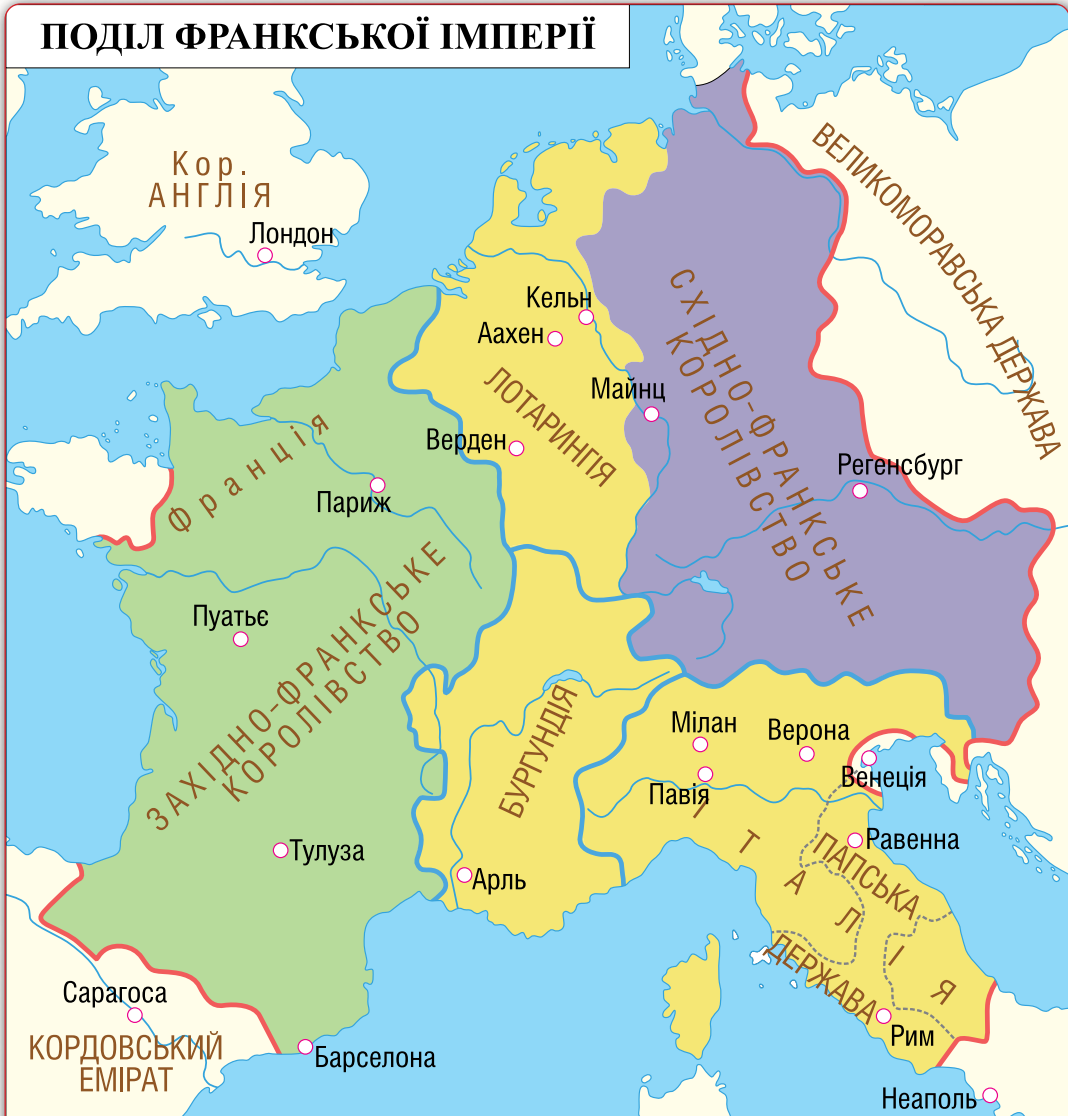 ПОДІЛ ФРАНКСЬКОЇ ІМПЕРІЇ
Кор.
АНГЛІЯ
Лондон
ВЕЛИКОМОРАВСЬКА ДЕРЖАВА
Кельн
Аахен
ЛОТАРИНГІЯ
Майнц
Верден
СХІДНО-ФРАНКСЬКЕ
КОРОЛІВСТВО
Регенсбург
Франція
Париж
Пуатьє
ЗАХІДНО-ФРАНКСЬКЕ
КОРОЛІВСТВО
БУРГУНДІЯ
Мілан
Верона
Венеція
Павія
ІТАЛІЯ
Равенна
ПАПСЬКА
ДЕРЖАВА
Тулуза
Арль
Рим
Сарагоса
КОРДОВСЬКИЙ
ЕМІРАТ
Барселона
Неаполь